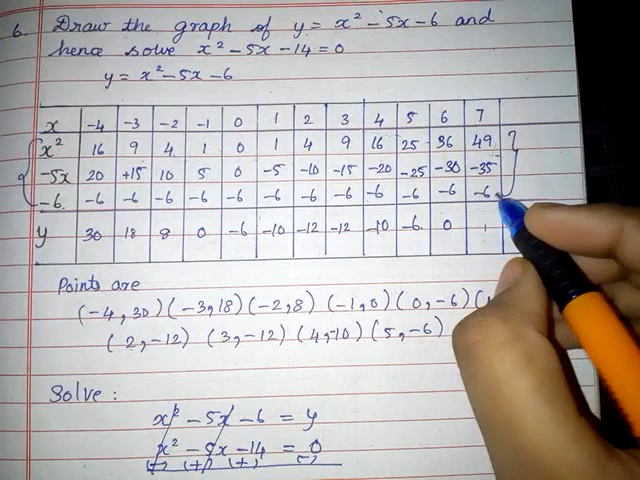 6. Draw the graph of y = x² - 5x - 6 and
hence solve x² - 5x - 14 = 0
y = x² - 5x - 6
x -4 -3 -2 -1 0 1 2 3 4 5 6 7
x² 16 9 4 1 0 1 4 9 16 25 36 49
-5x 20 +15 10 5 0 -5 -10 -15 -20 -25 -30 -35
-6 -6 -6 -6 -6 -6 -6 -6 -6 -6 -6 -6 -6
y 30 18 8 0 -6 -10 -12 -12 -10 -6 0
Points are
(-4, 30) (-3, 18) (-2, 8) (-1, 0) (0, -6) (
(2, -12) (3, -12) (4, -10) (5, -6)
Solve :
x² - 5x - 6 = y
x² - 5x - 14 = 0
(-) (+) (+) (-)